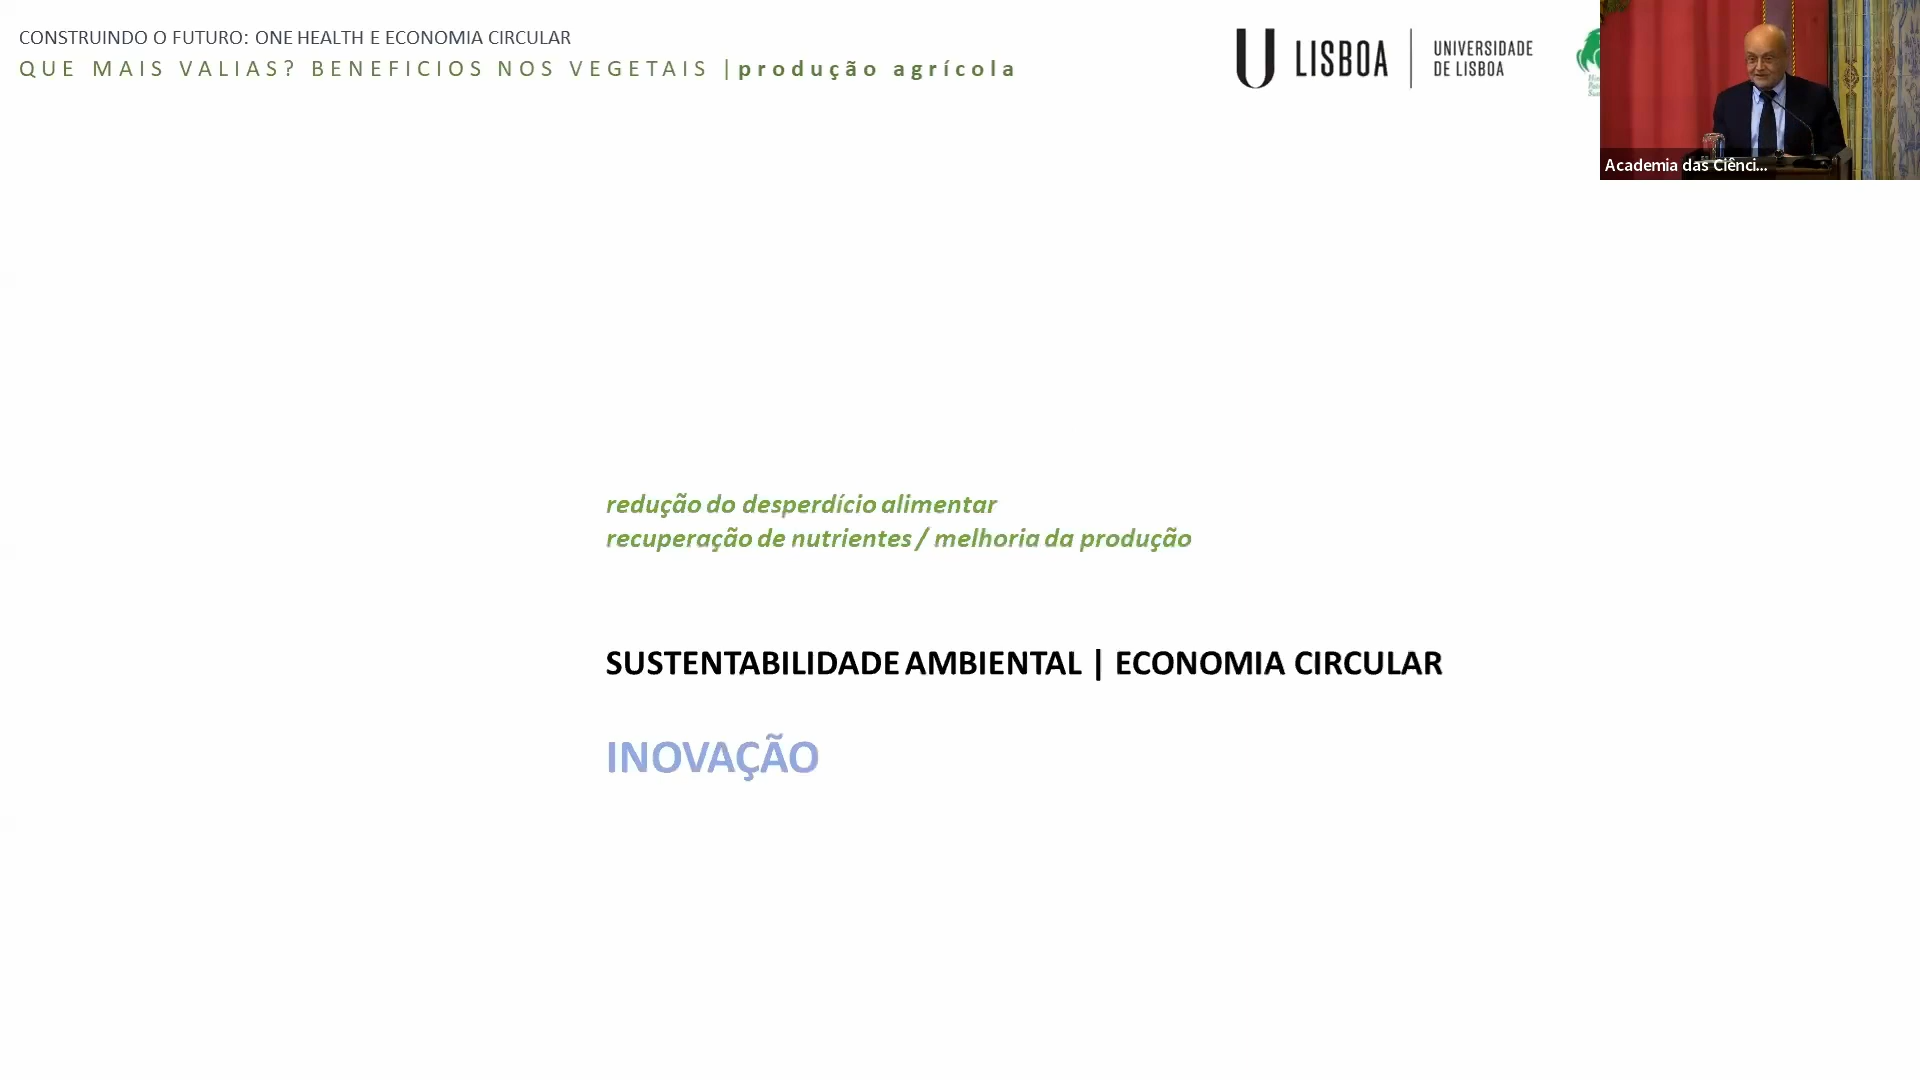 CONSTRUINDO O FUTURO: ONE HEALTH E ECONOMIA CIRCULAR
QUE MAIS VALIAS? BENEFICIOS NOS VEGETAIS | produção agrícola
U LISBOA | UNIVERSIDADE
DE LISBOA
Academia das Ciênci...
redução do desperdício alimentar
recuperação de nutrientes / melhoria da produção
SUSTENTABILIDADE AMBIENTAL | ECONOMIA CIRCULAR
INOVAÇÃO